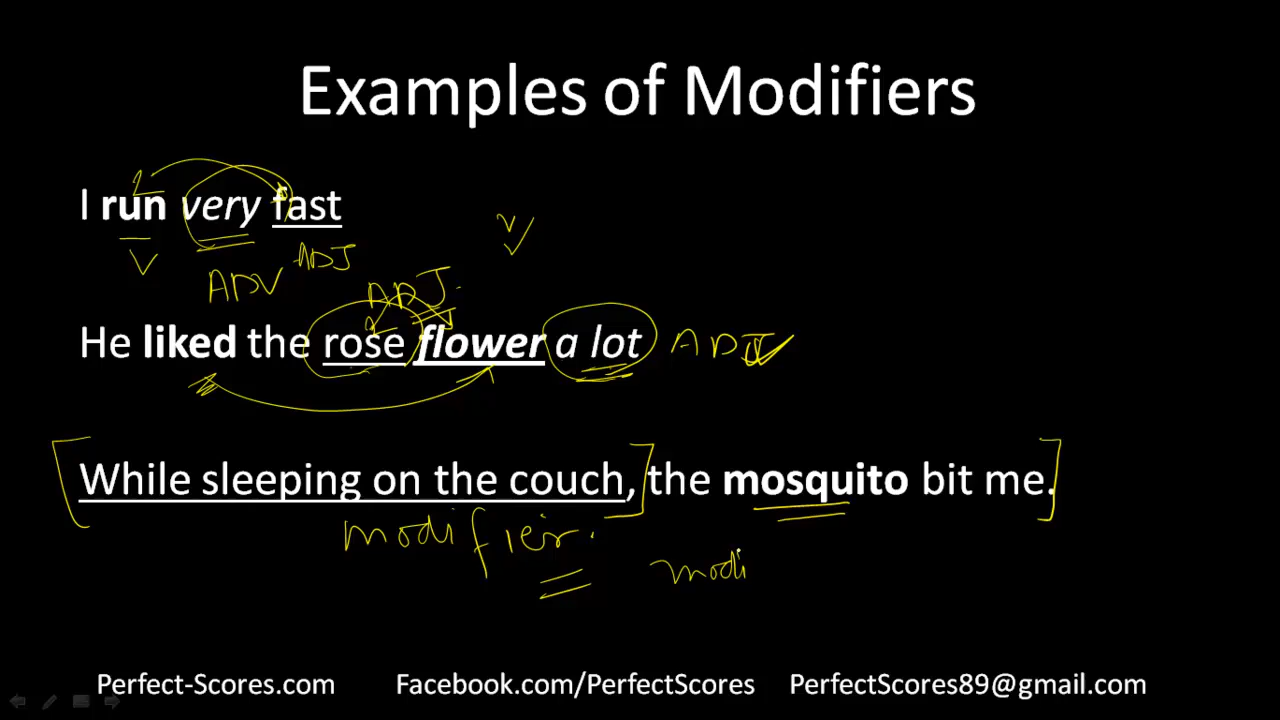 Examples of Modifiers
I run very fast
V
ADV ADJ
V
ADJ.
He liked the rose flower a lot ADV
While sleeping on the couch, the mosquito bit me.
modifier.
modi
Perfect-Scores.com Facebook.com/PerfectScores PerfectScores89@gmail.com